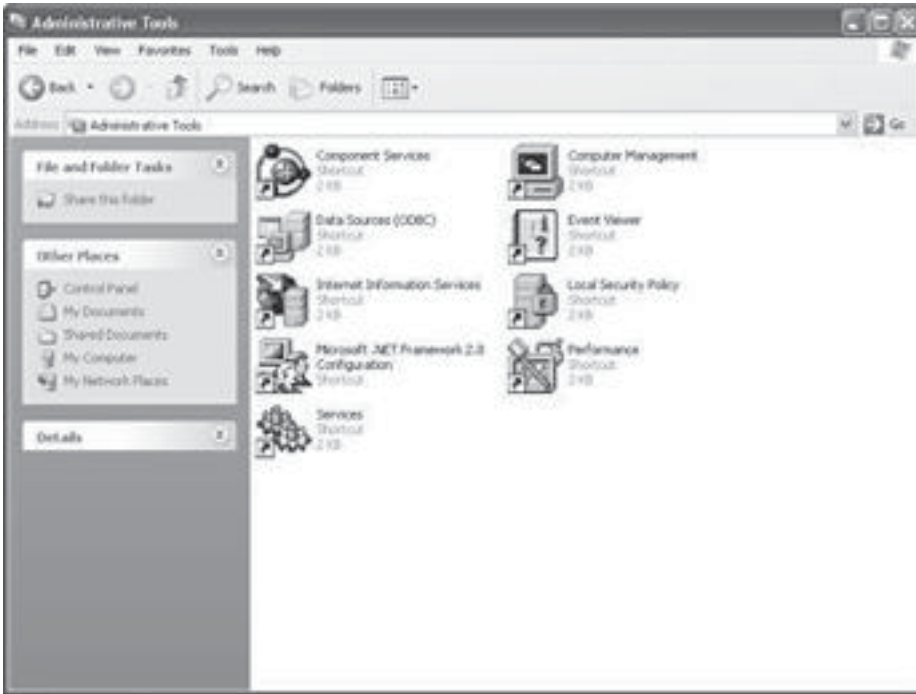 Administrative Tools
File Edit View Favorites Tools Help
Back Search Folders
Address Administrative Tools Go
File and Folder Tasks
Share this folder
Other Places
Control Panel
My Documents
Shared Documents
My Computer
My Network Places
Details
Component Services
Shortcut
2 KB
Computer Management
Shortcut
2 KB
Data Sources (ODBC)
Shortcut
2 KB
Event Viewer
Shortcut
2 KB
Internet Information Services
Shortcut
2 KB
Local Security Policy
Shortcut
2 KB
Microsoft .NET Framework 2.0
Configuration
Shortcut
Performance
Shortcut
2 KB
Services
Shortcut
2 KB